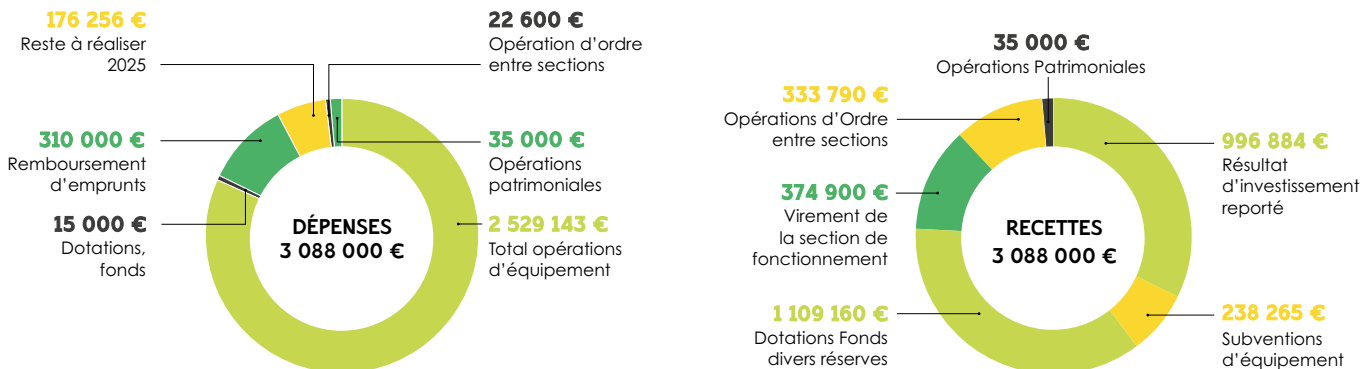 176 256 €
Reste à réaliser
2025
310 000 €
Remboursement
d'emprunts
15 000 €
Dotations,
fonds
22 600 €
Opération d'ordre
entre sections
35 000 €
Opérations
patrimoniales
2 529 143 €
Total opérations
d'équipement
DÉPENSES
3 088 000 €
35 000 €
Opérations Patrimoniales
333 790 €
Opérations d'Ordre
entre sections
374 900 €
Virement de
la section de
fonctionnement
1 109 160 €
Dotations Fonds
divers réserves
996 884 €
Résultat
d'investissement
reporté
238 265 €
Subventions
d'équipement
RECETTES
3 088 000 €